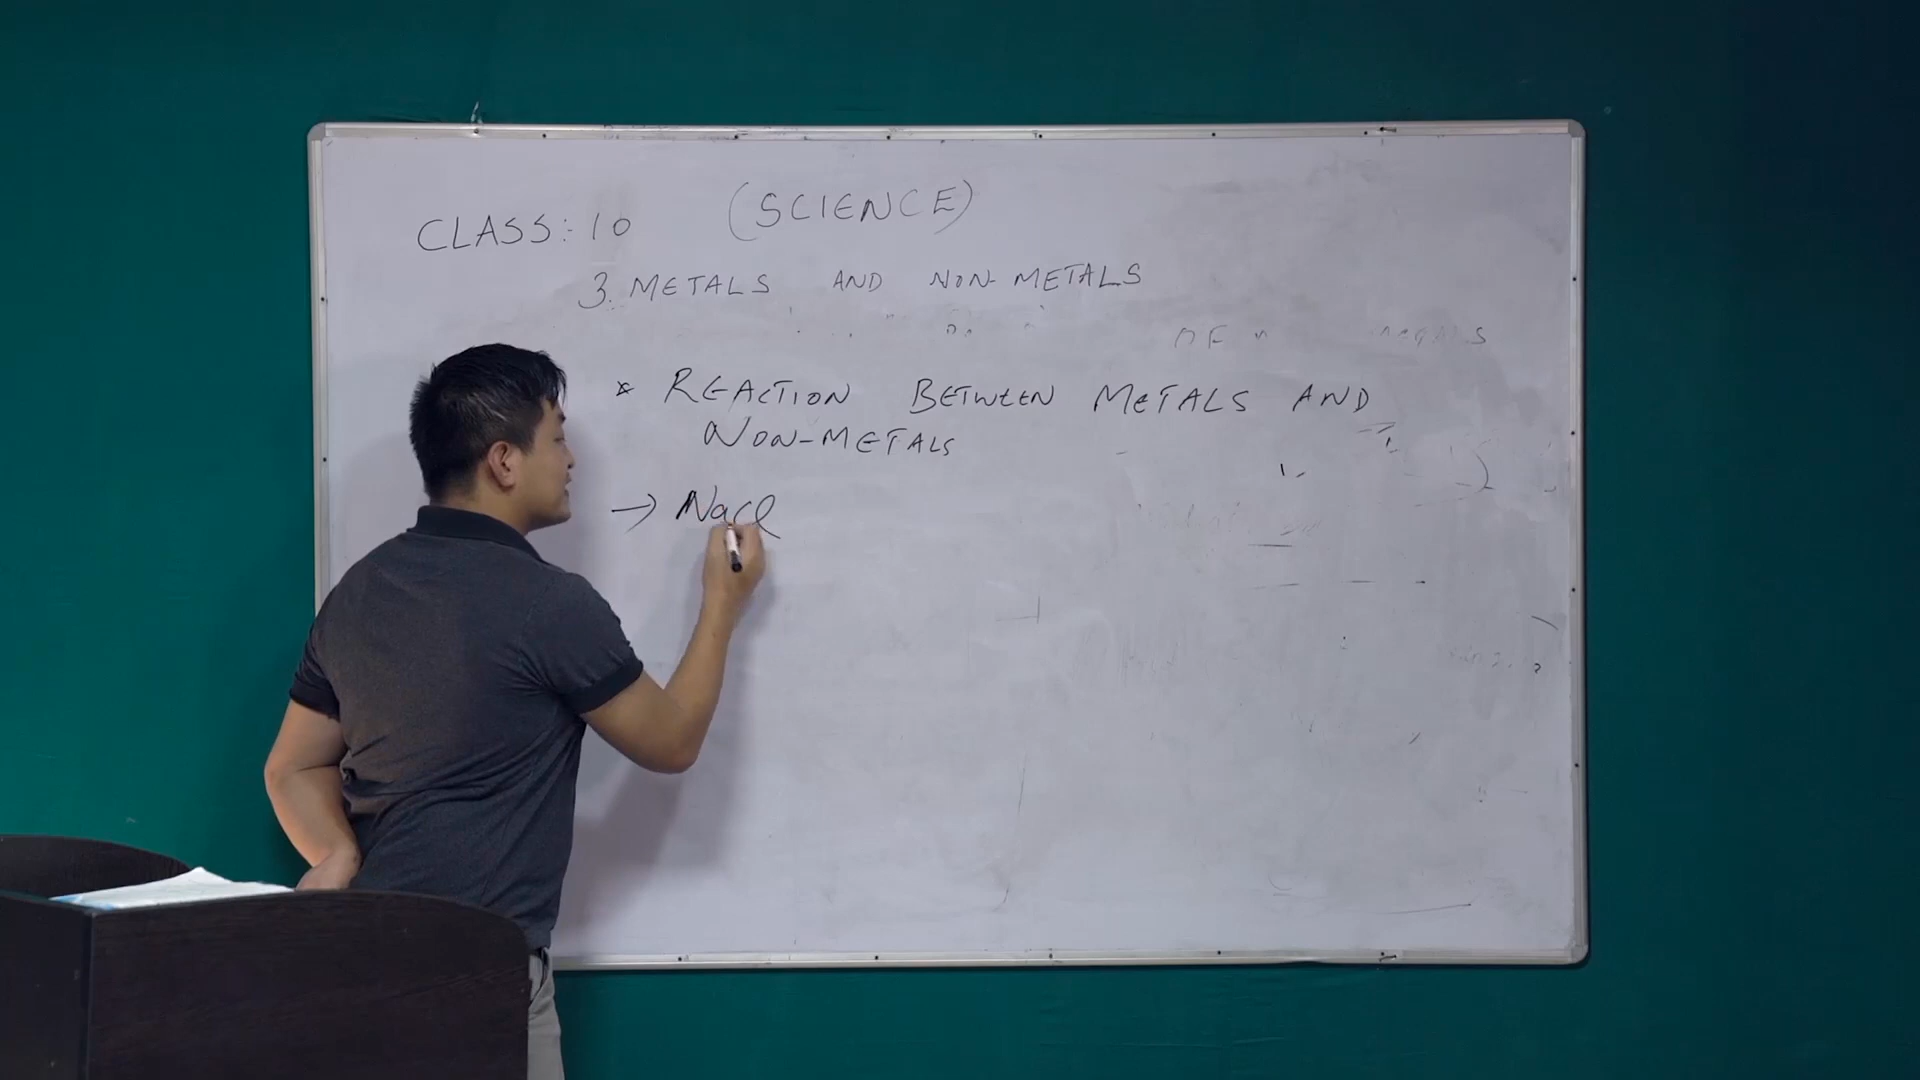 CLASS: 10 (SCIENCE)
3. METALS AND NON-METALS
* REACTION BETWEEN METALS AND
NON-METALS
→ NaCl